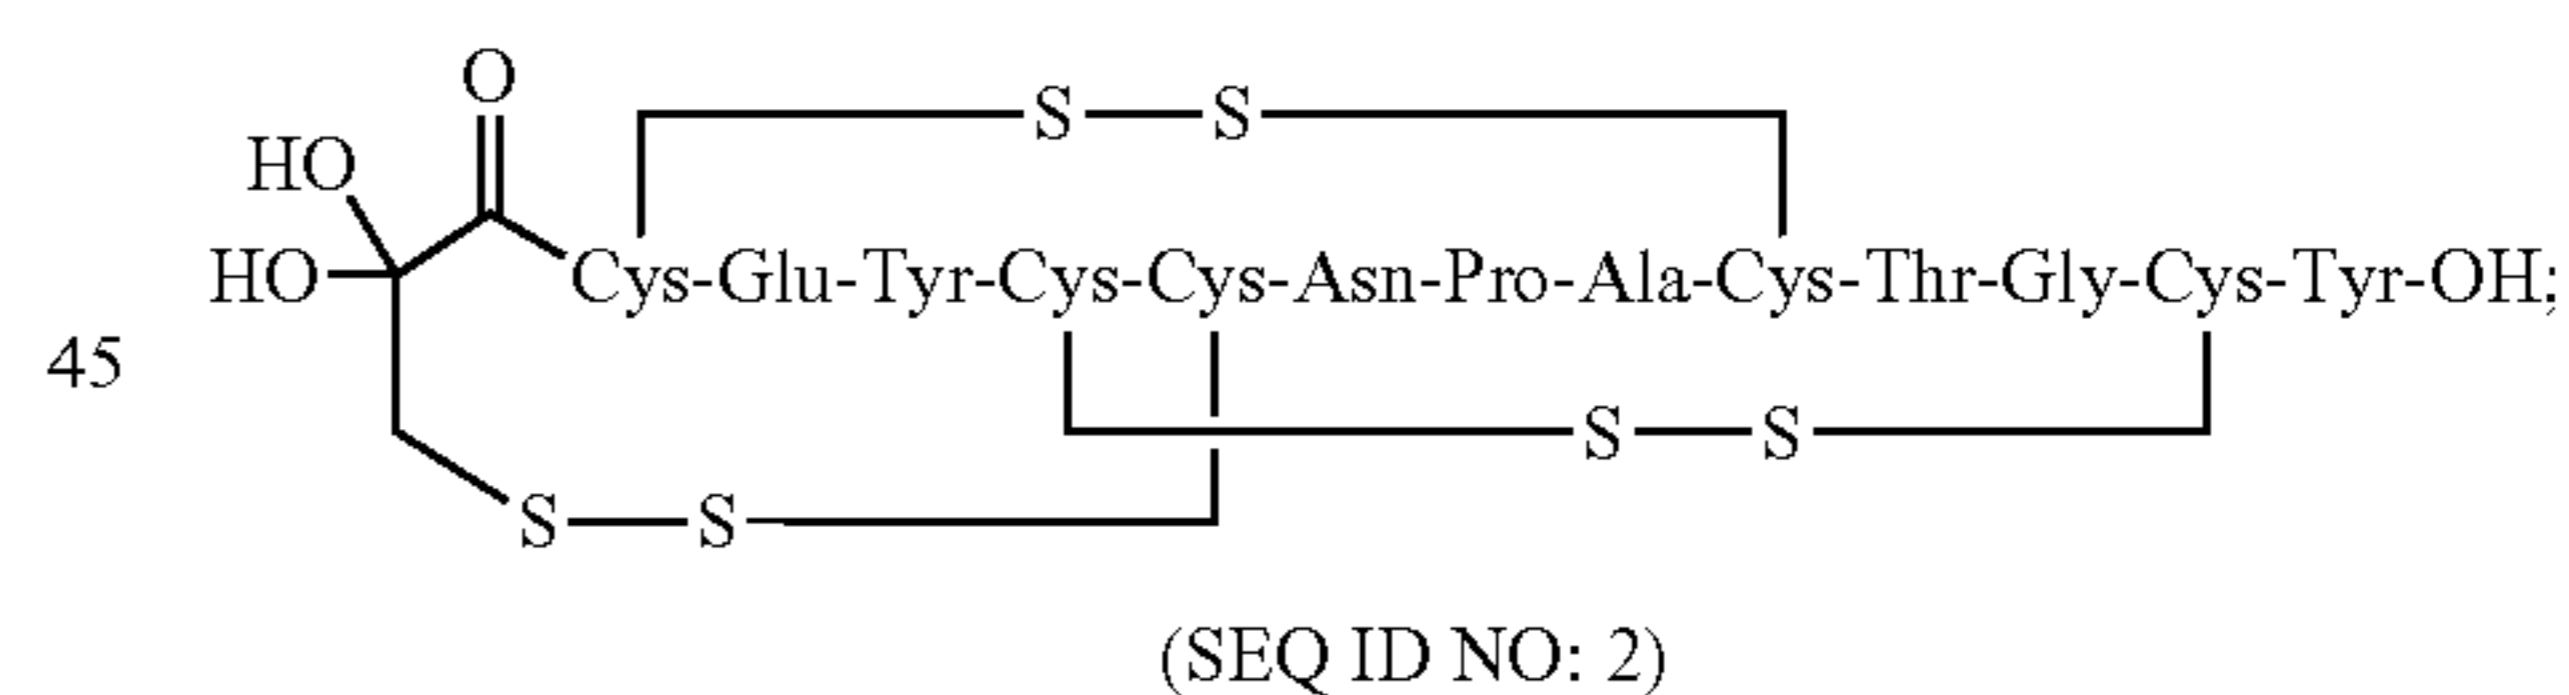 O
S S
HO
HO Cys-Glu-Tyr-Cys-Cys-Asn-Pro-Ala-Cys-Thr-Gly-Cys-Tyr-OH;
45
S S
S S
(SEQ ID NO: 2)